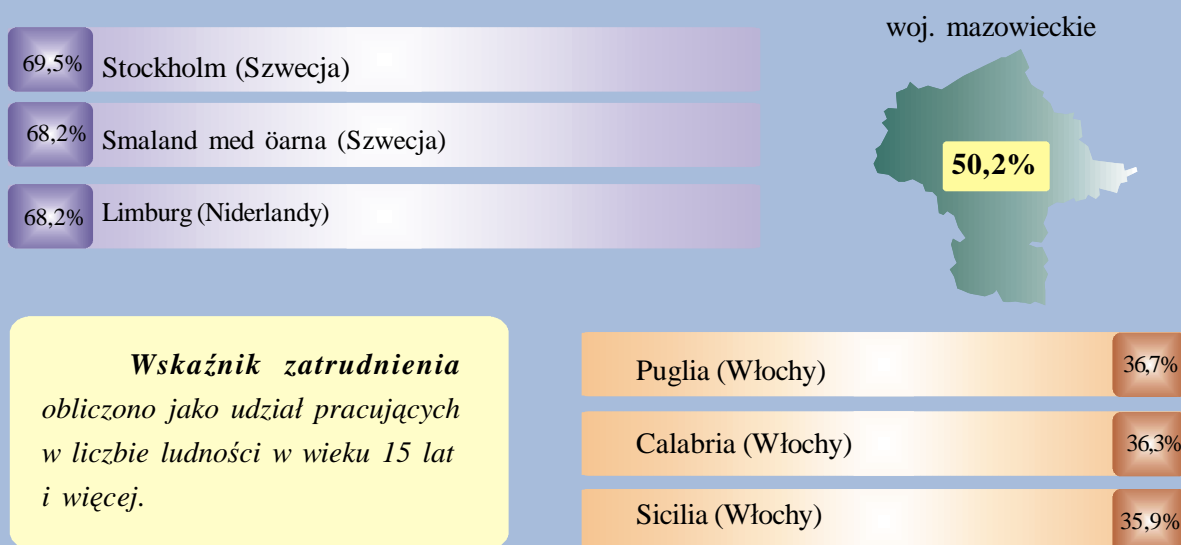 69,5% Stockholm (Szwecja)
68,2% Smaland med öarna (Szwecja)
68,2% Limburg (Niderlandy)
woj. mazowieckie
50,2%
Wskaźnik zatrudnienia
obliczono jako udział pracujących
w liczbie ludności w wieku 15 lat
i więcej.
Puglia (Włochy) 36,7%
Calabria (Włochy) 36,3%
Sicilia (Włochy) 35,9%